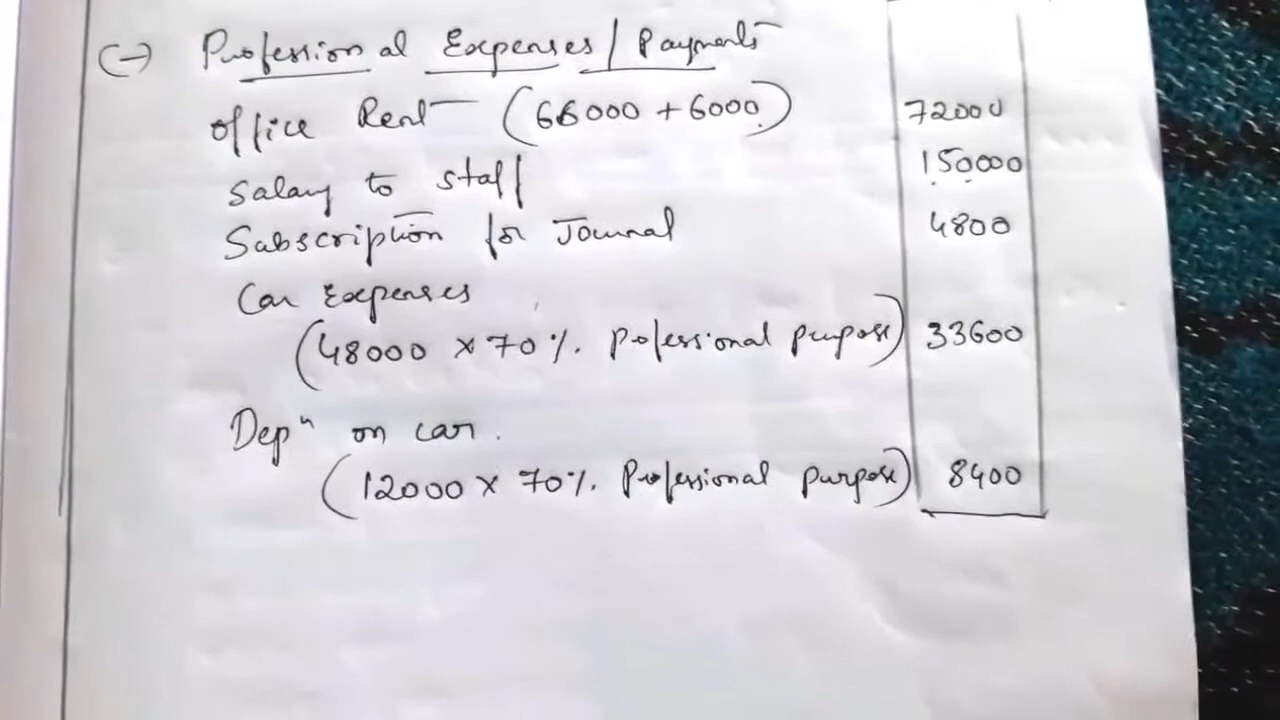 (-) Professional Expenses / Payments
office Rent (66000 + 6000) 72000
Salary to staff 150000
Subscription for Journal 4800
Car Expenses
(48000 x 70%. Professional purpose) 33600
Depⁿ on car.
(12000 x 70%. Professional purpose) 8400